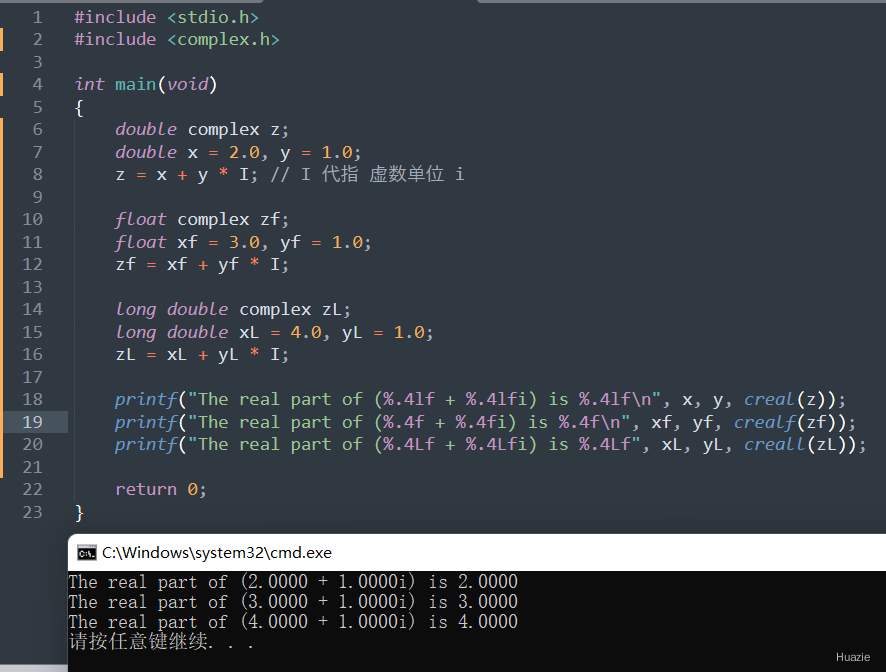 1 #include <stdio.h>
2 #include <complex.h>
3
4 int main(void)
5 {
6     double complex z;
7     double x = 2.0, y = 1.0;
8     z = x + y * I; // I 代指 虚数单位 i
9
10     float complex zf;
11     float xf = 3.0, yf = 1.0;
12     zf = xf + yf * I;
13
14     long double complex zL;
15     long double xL = 4.0, yL = 1.0;
16     zL = xL + yL * I;
17
18     printf("The real part of (%.4lf + %.4lfi) is %.4lf\n", x, y, creal(z));
19     printf("The real part of (%.4f + %.4fi) is %.4f\n", xf, yf, crealf(zf));
20     printf("The real part of (%.4Lf + %.4Lfi) is %.4Lf", xL, yL, creall(zL));
21
22     return 0;
23 }
C:\Windows\system32\cmd.exe
The real part of (2.0000 + 1.0000i) is 2.0000
The real part of (3.0000 + 1.0000i) is 3.0000
The real part of (4.0000 + 1.0000i) is 4.0000
请按任意键继续. . .
Huazie